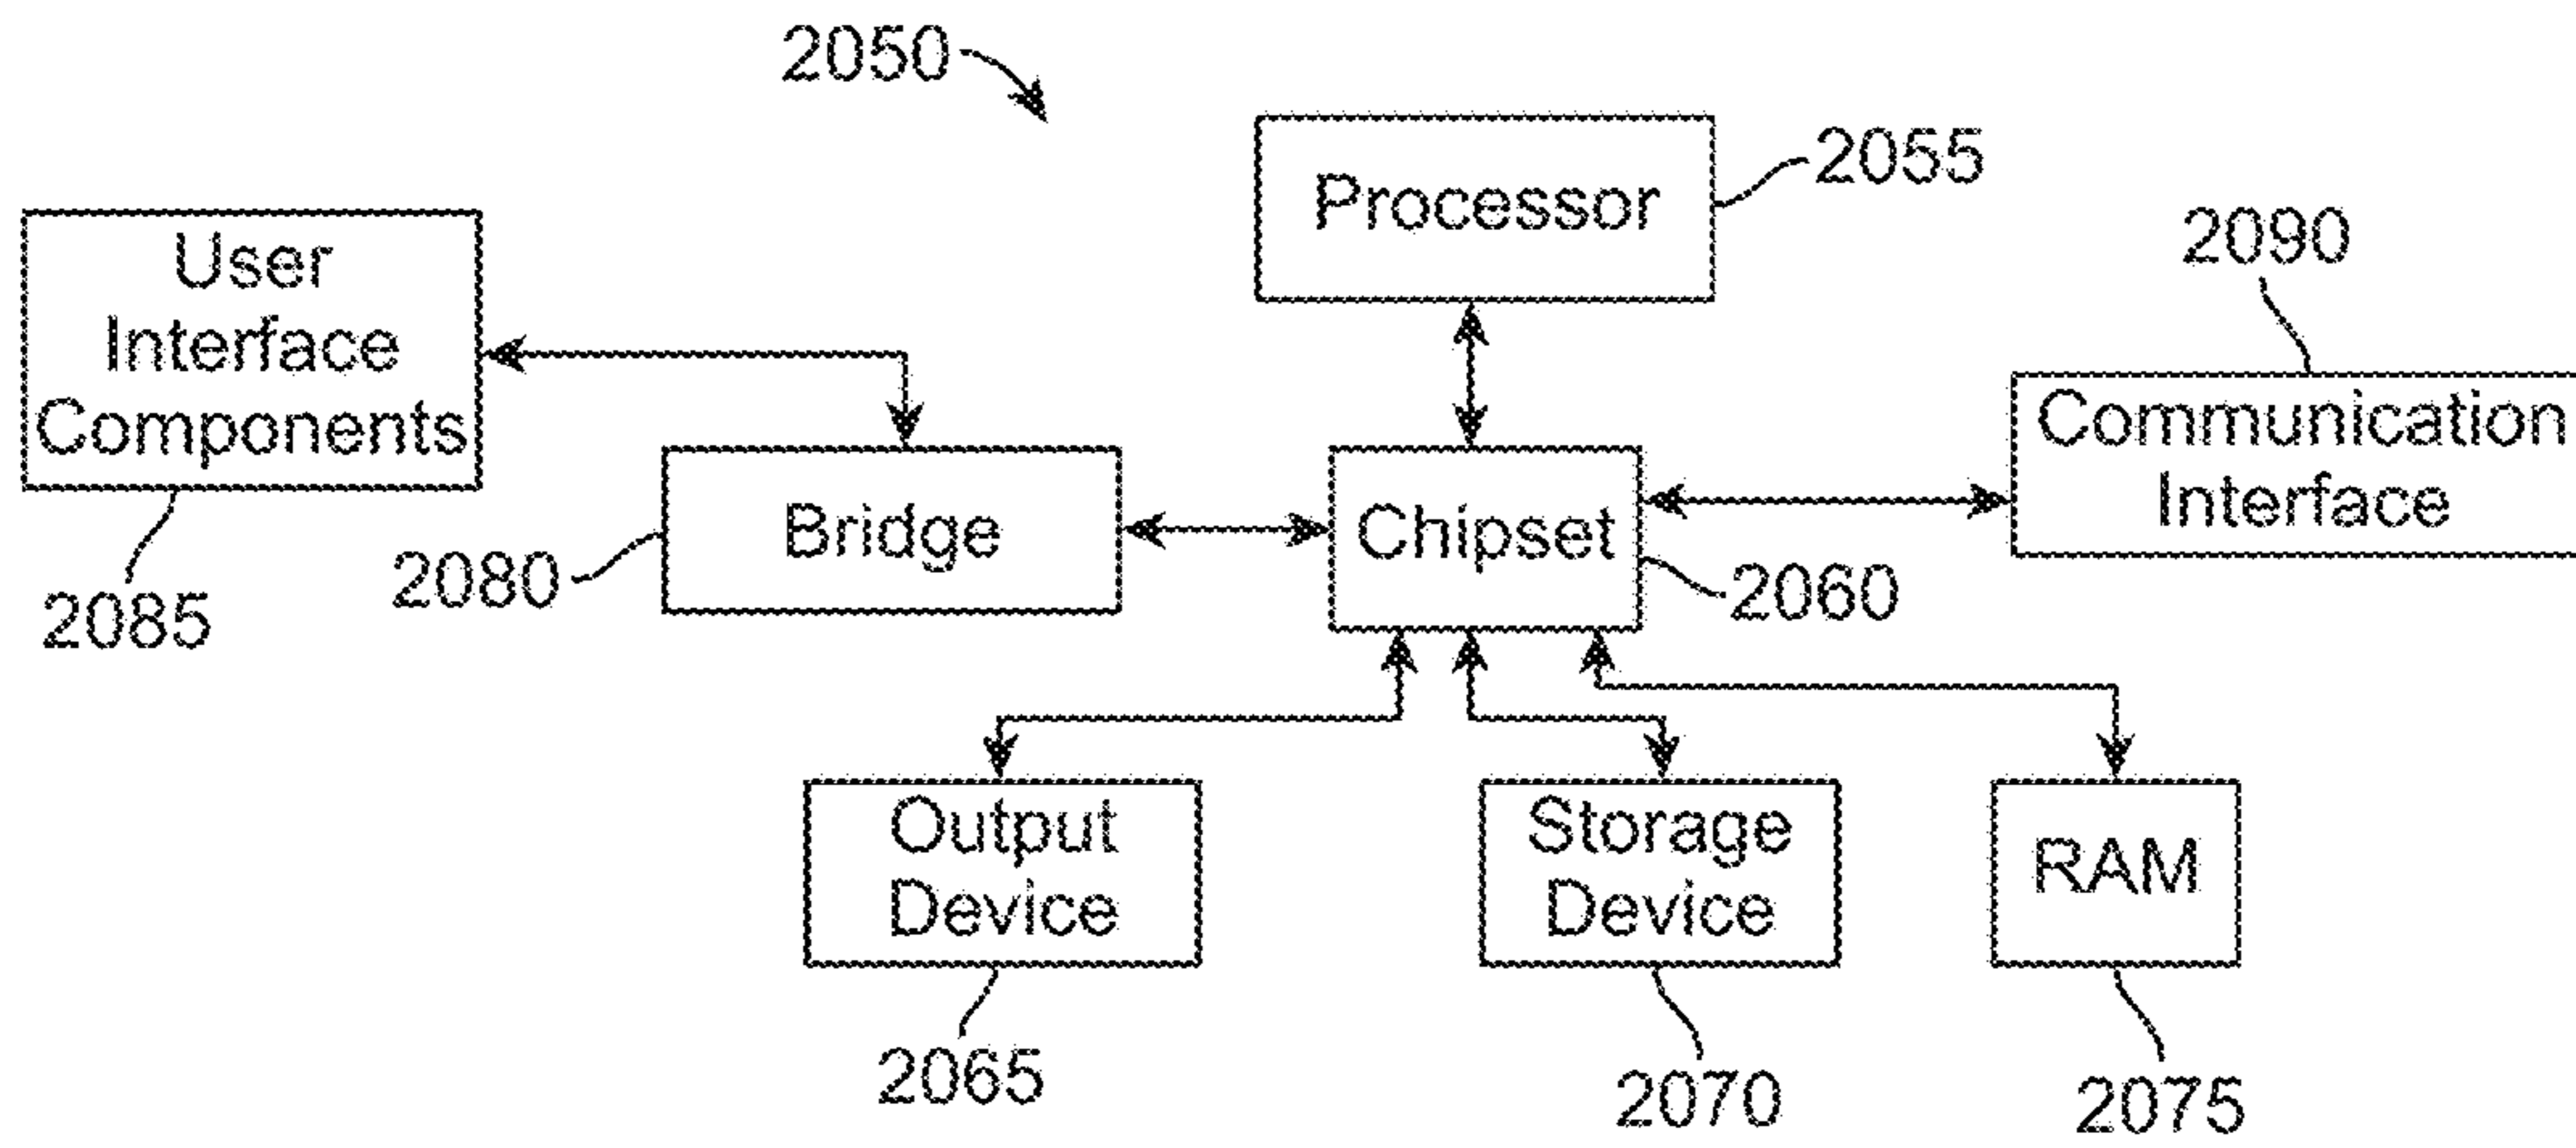 2050
Processor
2055
User
Interface
Components
2085
2090
Communication
Interface
Bridge
2080
Chipset
2060
Output
Device
2065
Storage
Device
2070
RAM
2075